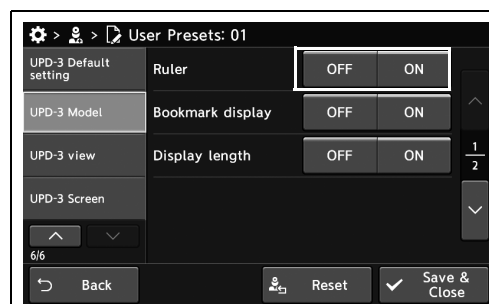 > > User Presets: 01
UPD-3 Default
setting
Ruler
OFF ON
UPD-3 Model
Bookmark display
OFF ON
1
2
UPD-3 view
Display length
OFF ON
UPD-3 Screen
6/6
Back
Reset
Save &
Close